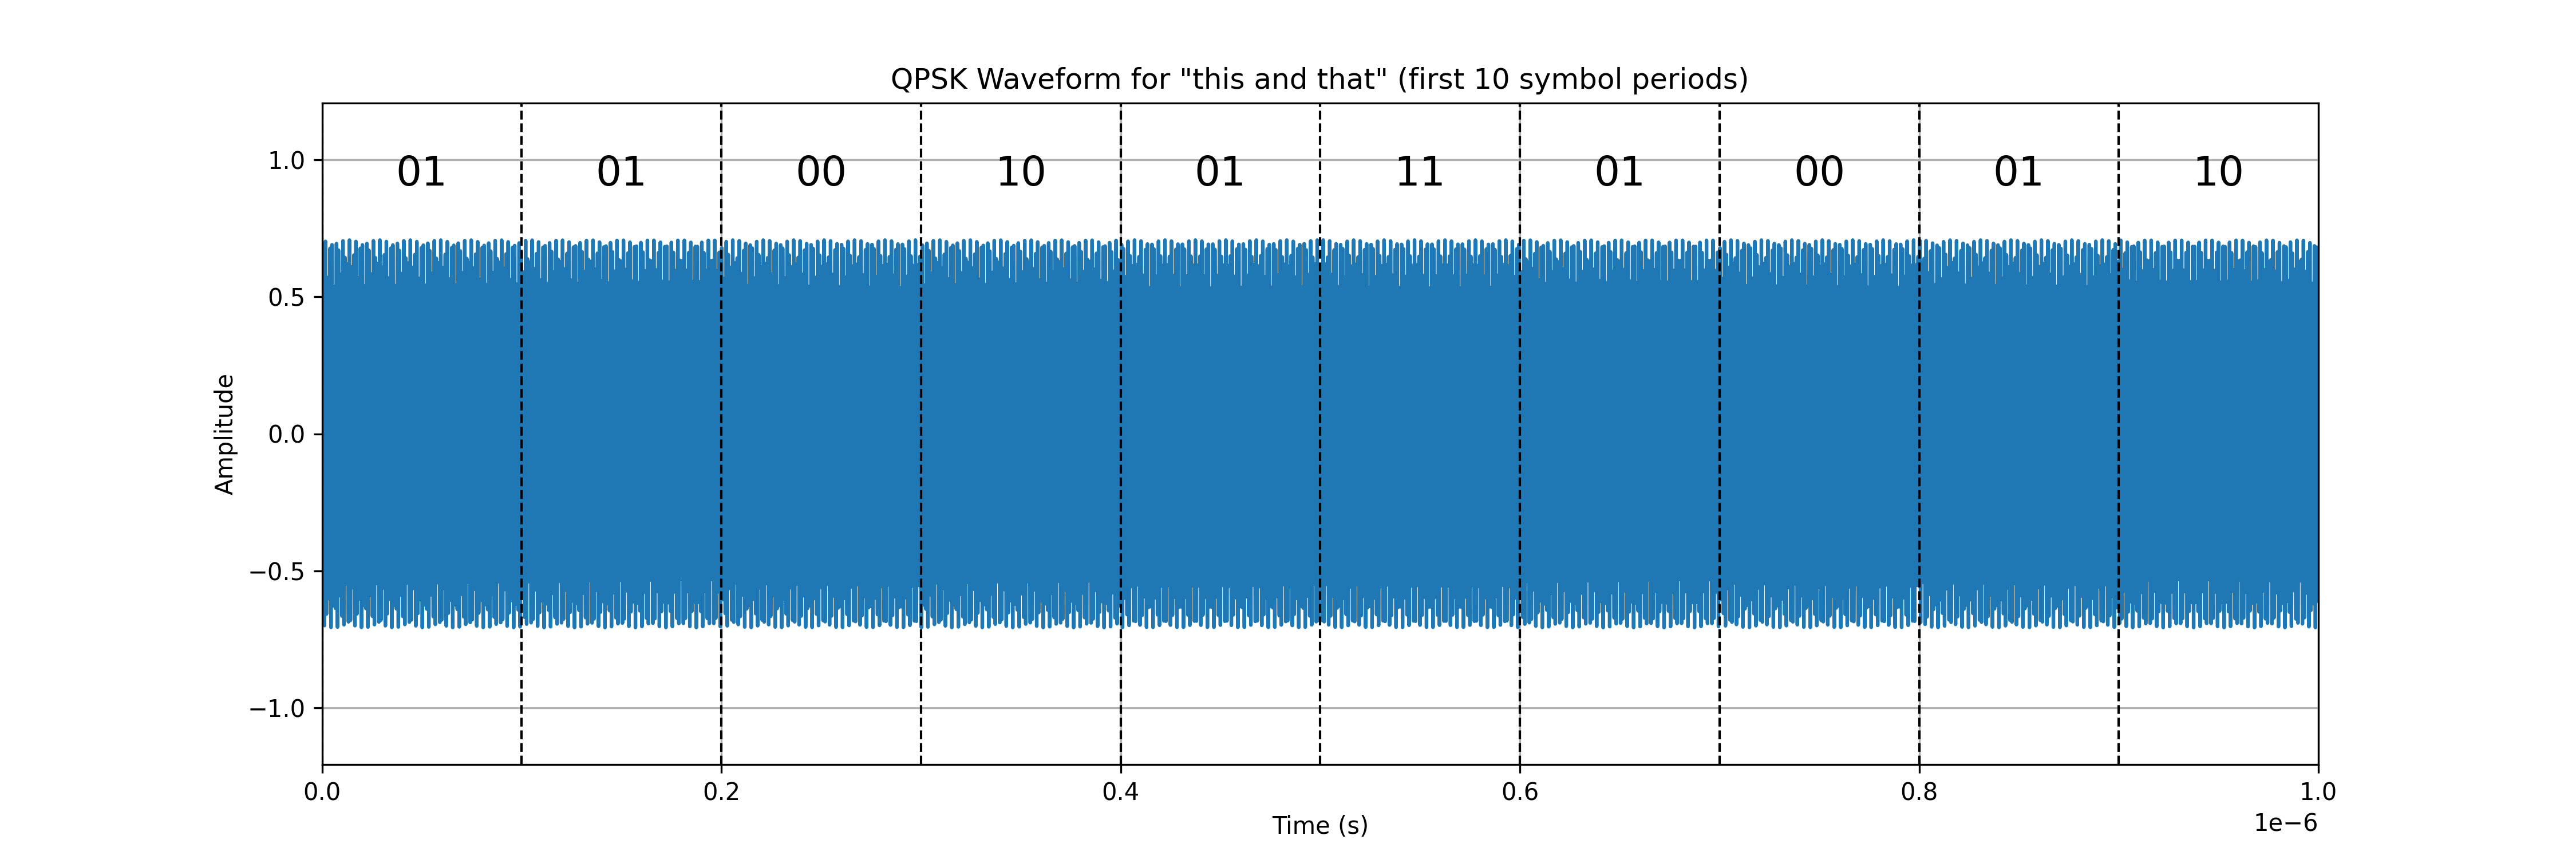 QPSK Waveform for "this and that" (first 10 symbol periods)
01 01 00 10 01 11 01 00 01 10
1.0
0.5
0.0
−0.5
−1.0
Amplitude
0.0 0.2 0.4 0.6 0.8 1.0
Time (s)
1e−6